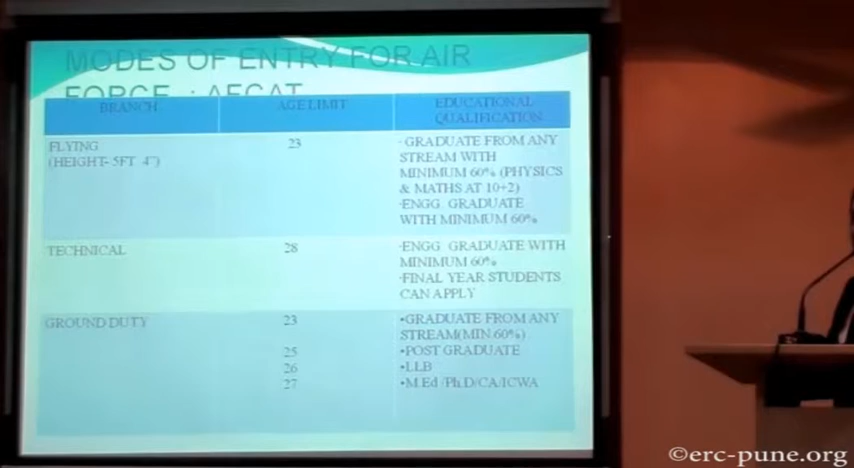 MODES OF ENTRY FOR AIR
FORCE : AFCAT
BRANCH
AGE LIMIT
EDUCATIONAL
QUALIFICATION
FLYING
(HEIGHT- 5FT 4")
23
- GRADUATE FROM ANY
STREAM WITH
MINIMUM 60% (PHYSICS
& MATHS AT 10+2)
-ENGG. GRADUATE
WITH MINIMUM 60%
TECHNICAL
28
-ENGG. GRADUATE WITH
MINIMUM 60%
-FINAL YEAR STUDENTS
CAN APPLY
GROUND DUTY
23
•GRADUATE FROM ANY
STREAM(MIN 60%)
25
•POST GRADUATE
26
•LLB
27
•M.Ed /Ph.D/CA/ICWA
©erc-pune.org